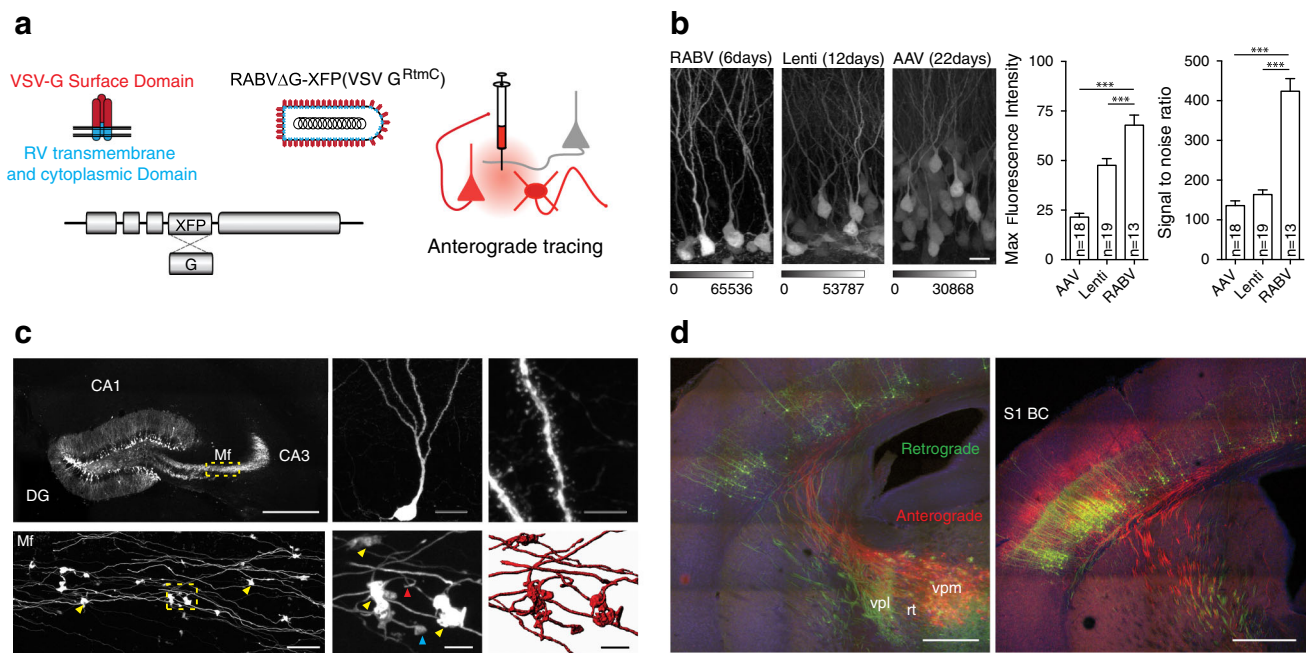 a
VSV-G Surface Domain
RV transmembrane
and cytoplasmic Domain
RABVΔG-XFP(VSV G^RtmC)
XFP
G
Anterograde tracing
b
RABV (6days)
Lenti (12days)
AAV (22days)
0 65536
0 53787
0 30868
Max Fluorescence Intensity
100
75
50
25
0
***
***
n=18
n=19
n=13
AAV
Lenti
RABV
Signal to noise ratio
500
400
300
200
100
0
***
***
n=18
n=19
n=13
AAV
Lenti
RABV
c
CA1
Mf
CA3
DG
Mf
d
Retrograde
Anterograde
vpm
vpl
rt
S1 BC